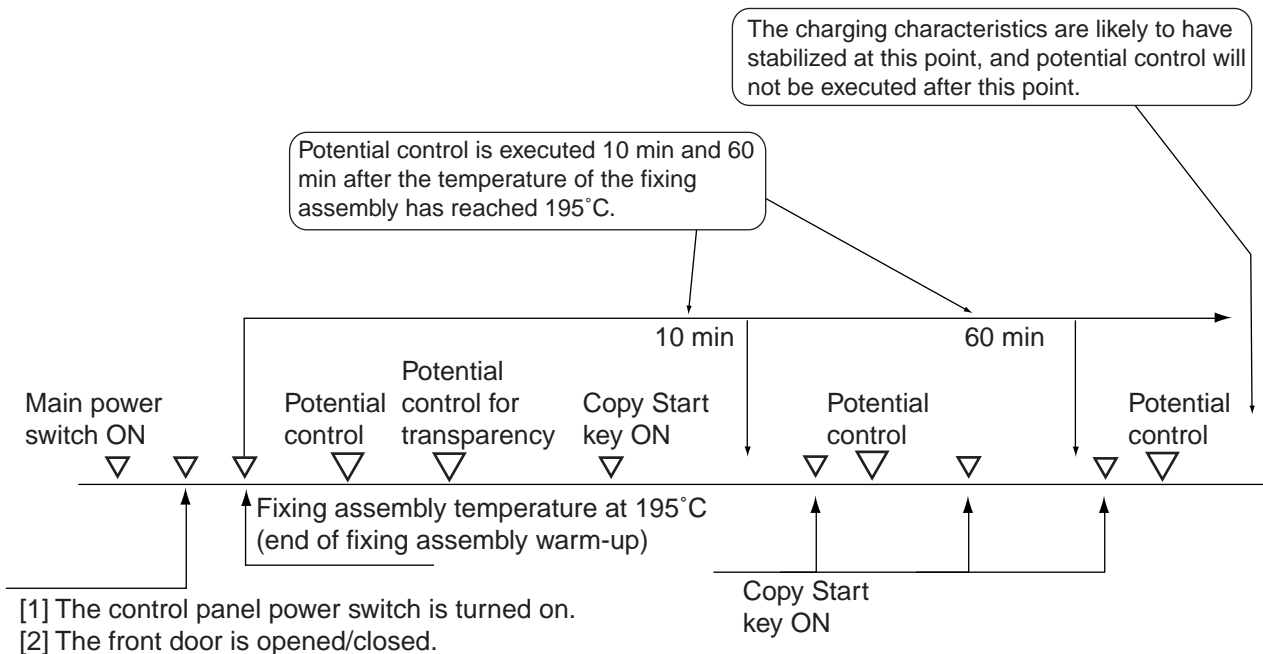 The charging characteristics are likely to have
stabilized at this point, and potential control will
not be executed after this point.
Potential control is executed 10 min and 60
min after the temperature of the fixing
assembly has reached 195˚C.
10 min
60 min
Main power
switch ON
Potential
control
Potential
control for
transparency
Copy Start
key ON
Potential
control
Potential
control
Fixing assembly temperature at 195˚C
(end of fixing assembly warm-up)
Copy Start
key ON
[1] The control panel power switch is turned on.
[2] The front door is opened/closed.